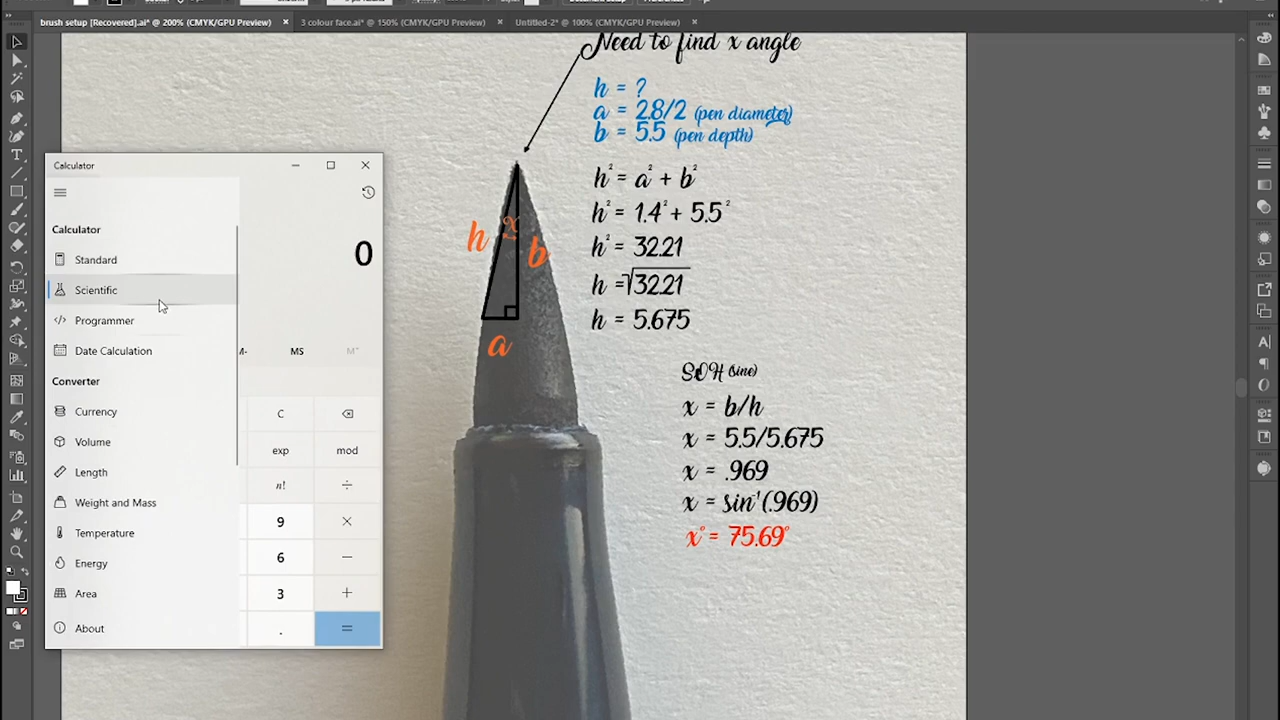 brush setup [Recovered].ai* @ 200% (CMYK/GPU Preview) × 3 colour face.ai* @ 150% (CMYK/GPU Preview) × Untitled-2* @ 100% (CMYK/GPU Preview) ×
Need to find x angle
h = ?
a = 2.8/2 (pen diameter)
b = 5.5 (pen depth)
h² = a² + b²
h² = 1.4² + 5.5²
h² = 32.21
h = √32.21
h = 5.675
SOH (sine)
x = b/h
x = 5.5/5.675
x = .969
x = sin⁻¹(.969)
x° = 75.69°
h
x
b
a
Calculator
0
Calculator
Standard
Scientific
Programmer
Date Calculation
Converter
Currency
Volume
Length
Weight and Mass
Temperature
Energy
Area
About
M- MS M˅
C
exp mod
n! ÷
9 ×
6 −
3 +
. =